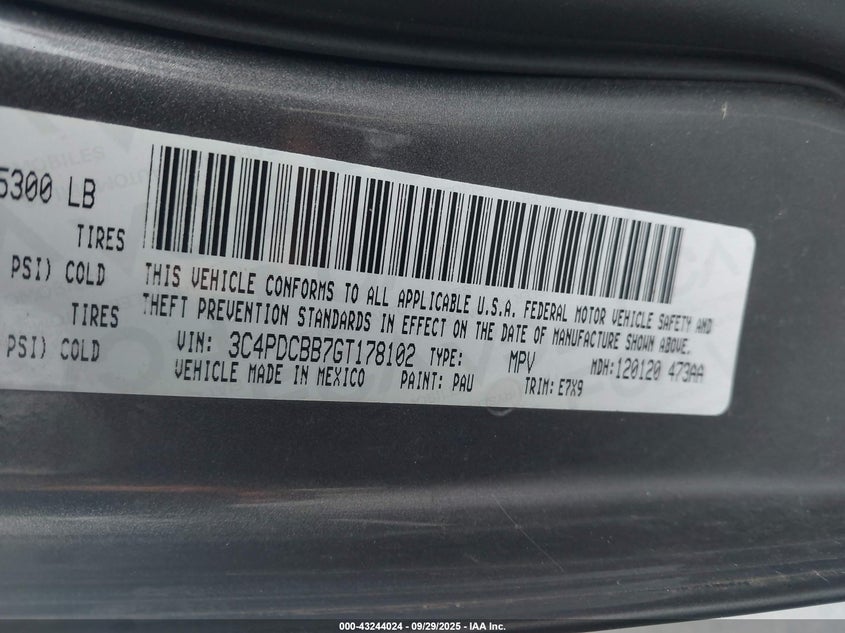 5300 LB
TIRES
PSI) COLD
TIRES
PSI) COLD
THIS VEHICLE CONFORMS TO ALL APPLICABLE U.S.A. FEDERAL MOTOR VEHICLE SAFETY AND
THEFT PREVENTION STANDARDS IN EFFECT ON THE DATE OF MANUFACTURE SHOWN ABOVE.
VIN: 3C4PDCBB7GT178102 TYPE: MPV MDH:120120 473AA
VEHICLE MADE IN MEXICO PAINT: PAU TRIM: E7X9
000-43244024 - 09/29/2025 - IAA Inc.